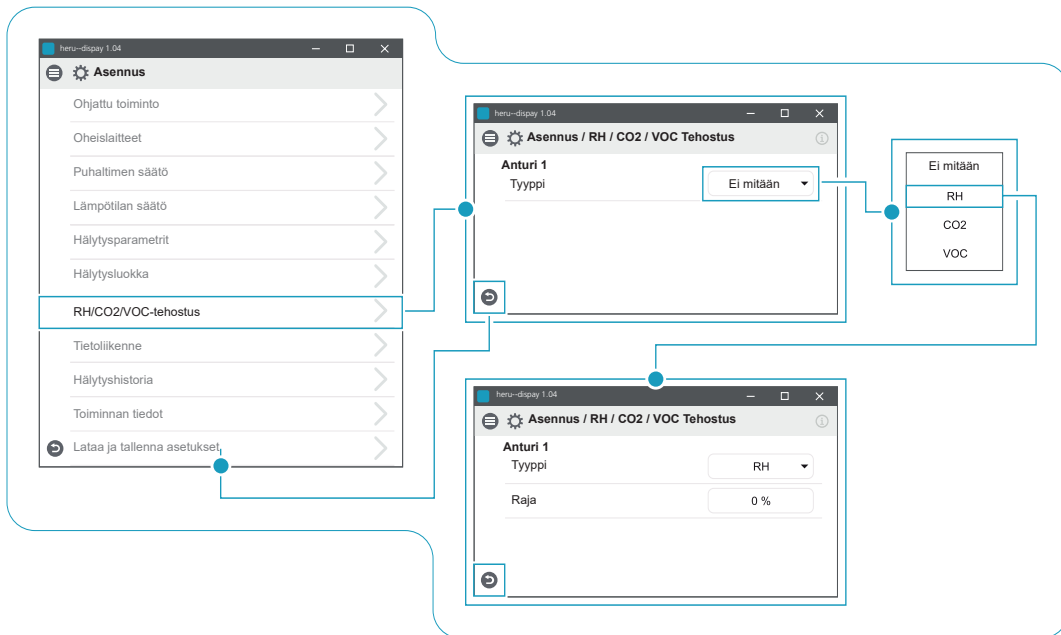 heru--dispay 1.04
Asennus
Ohjattu toiminto
Oheislaitteet
Puhaltimen säätö
Lämpötilan säätö
Hälytysparametrit
Hälytysluokka
RH/CO2/VOC-tehostus
Tietoliikenne
Hälytyshistoria
Toiminnan tiedot
Lataa ja tallenna asetukset
heru--dispay 1.04
Asennus / RH / CO2 / VOC Tehostus
Anturi 1
Tyyppi Ei mitään
Ei mitään
RH
CO2
VOC
heru--dispay 1.04
Asennus / RH / CO2 / VOC Tehostus
Anturi 1
Tyyppi RH
Raja 0 %